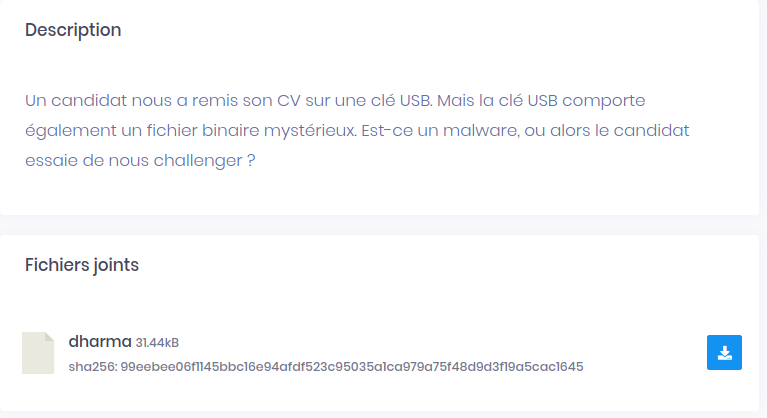 Description
Un candidat nous a remis son CV sur une clé USB. Mais la clé USB comporte
également un fichier binaire mystérieux. Est-ce un malware, ou alors le candidat
essaie de nous challenger ?
Fichiers joints
dharma 31.44kB
sha256: 99eebee06f1145bbc16e94afdf523c95035a1ca979a75f48d9d3f19a5cac1645